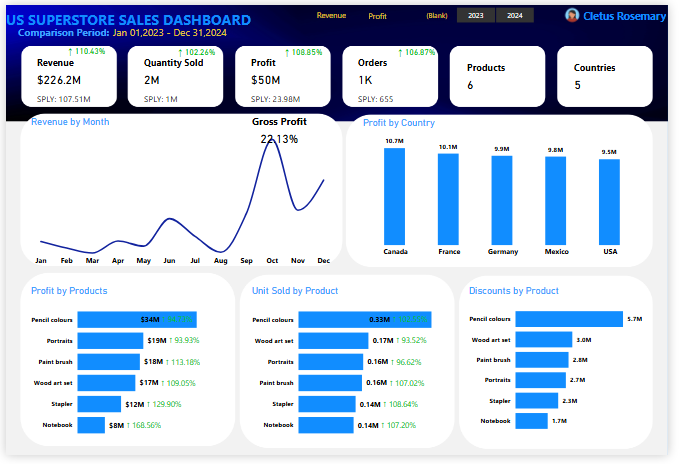 US SUPERSTORE SALES DASHBOARD
Revenue
Profit
(Blank)
2023
2024
Cletus Rosemary
Comparison Period: Jan 01,2023 - Dec 31,2024
↑ 110.43%
Revenue
$226.2M
SPLY: 107.51M
↑ 102.26%
Quantity Sold
2M
SPLY: 1M
↑ 108.85%
Profit
$50M
SPLY: 23.98M
↑ 106.87%
Orders
1K
SPLY: 655
Products
6
Countries
5
Revenue by Month
Gross Profit
22.13%
Jan Feb Mar Apr May Jun Jul Aug Sep Oct Nov Dec
Profit by Country
10.7M 10.1M 9.9M 9.8M 9.5M
Canada France Germany Mexico USA
Profit by Products
Pencil colours $34M
Portraits $19M ↑ 93.93%
Paint brush $18M ↑ 113.18%
Wood art set $17M ↑ 109.05%
Stapler $12M ↑ 129.90%
Notebook $8M ↑ 168.56%
Unit Sold by Product
Pencil colours 0.33M
Wood art set 0.17M ↑ 93.52%
Portraits 0.16M ↑ 96.62%
Paint brush 0.16M ↑ 107.02%
Stapler 0.14M ↑ 108.64%
Notebook 0.14M ↑ 107.20%
Discounts by Product
Pencil colours 5.7M
Wood art set 3.0M
Paint brush 2.8M
Portraits 2.7M
Stapler 2.3M
Notebook 1.7M